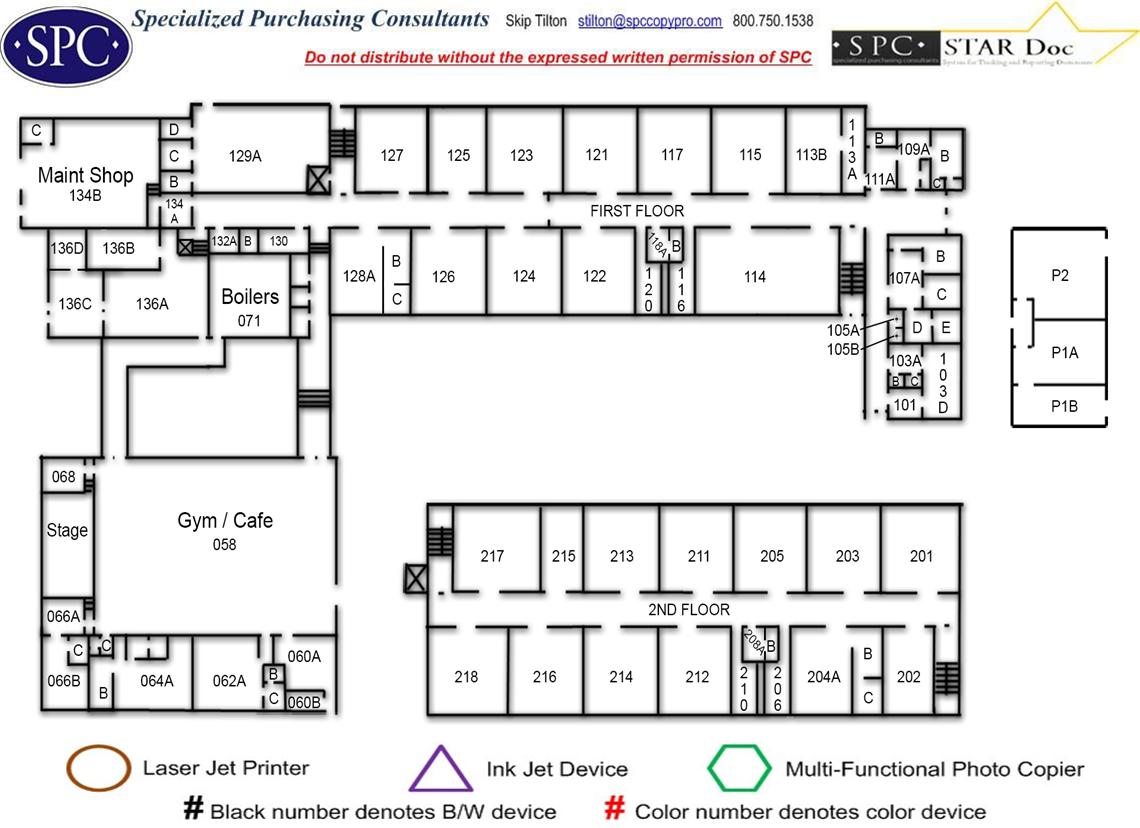 Specialized Purchasing Consultants Skip Tilton stilton@spccopypro.com 800.750.1538
·SPC·
Do not distribute without the expressed written permission of SPC
·SPC· STAR Doc
specialized purchasing consultants System for Tracking and Reporting Documents
C
D
C
B
134
A
Maint Shop
134B
129A
127
125
123
121
117
115
113B
113A
B
109A
B
C
111A
FIRST FLOOR
136D
136B
132A
B
130
136C
136A
Boilers
071
128A
B
C
126
124
122
118A
B
120
116
114
107A
B
C
105A
105B
D
E
103A
B
C
103D
101
P2
P1A
P1B
068
Stage
066A
Gym / Cafe
058
C
066B
C
B
064A
062A
B
C
060A
060B
217
215
213
211
205
203
201
2ND FLOOR
218
216
214
212
208A
B
210
206
204A
B
C
202
Laser Jet Printer
Ink Jet Device
Multi-Functional Photo Copier
# Black number denotes B/W device
# Color number denotes color device